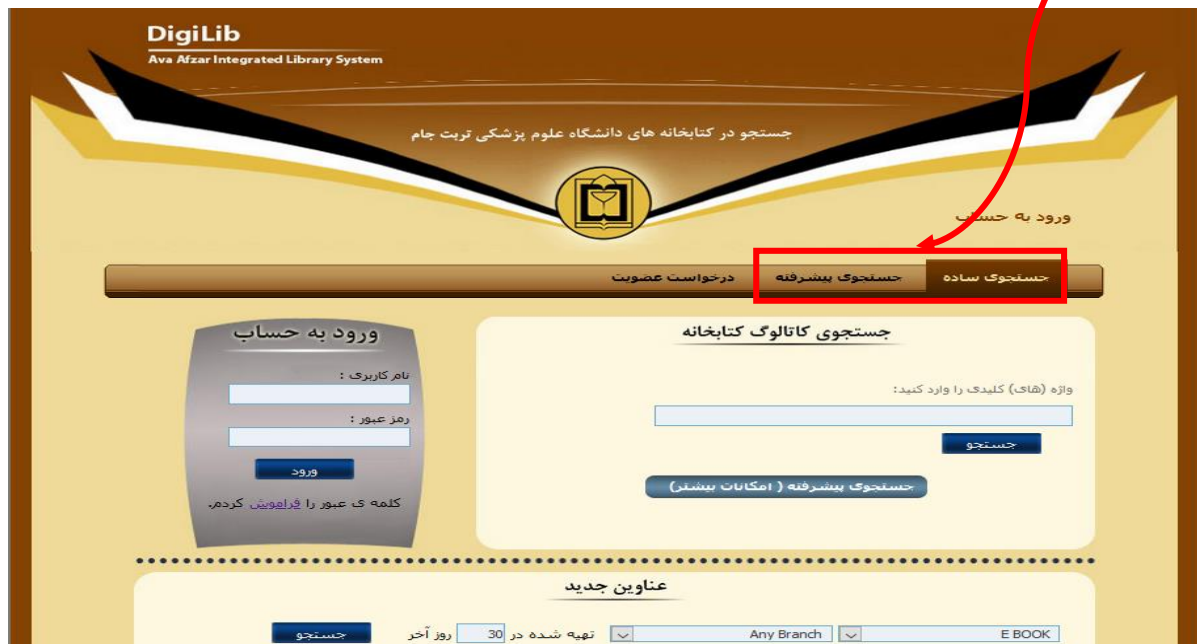 DigiLib
Ava Afzar Integrated Library System
جستجو در کتابخانه های دانشگاه علوم پزشکی تربت جام
ورود به حساب
جستجوی ساده
جستجوی پیشرفته
درخواست عضویت
جستجوی کاتالوگ کتابخانه
واژه (های) کلیدی را وارد کنید:
جستجو
جستجوی پیشرفته ( امکانات بیشتر)
ورود به حساب
نام کاربری :
رمز عبور :
ورود
کلمه ی عبور را فراموش کردم.
عناوین جدید
E BOOK Any Branch تهیه شده در 30 روز آخر جستجو